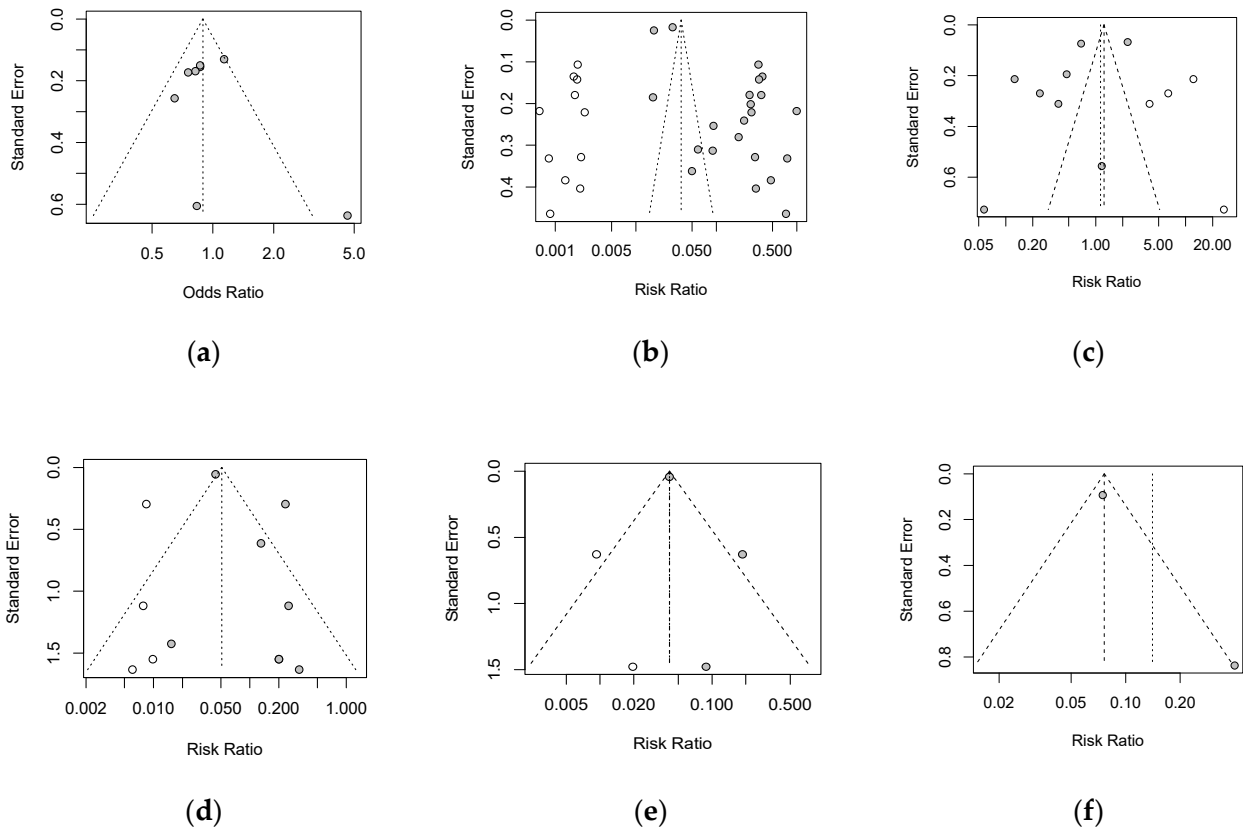 0.0
0.2
0.4
0.6
Standard Error
0.5 1.0 2.0 5.0
Odds Ratio
(a)
0.0
0.1
0.2
0.3
0.4
Standard Error
0.001 0.005 0.050 0.500
Risk Ratio
(b)
0.0
0.2
0.4
0.6
Standard Error
0.05 0.20 1.00 5.00 20.00
Risk Ratio
(c)
0.0
0.5
1.0
1.5
Standard Error
0.002 0.010 0.050 0.200 1.000
Risk Ratio
(d)
0.0
0.5
1.0
1.5
Standard Error
0.005 0.020 0.100 0.500
Risk Ratio
(e)
0.0
0.2
0.4
0.6
0.8
Standard Error
0.02 0.05 0.10 0.20
Risk Ratio
(f)